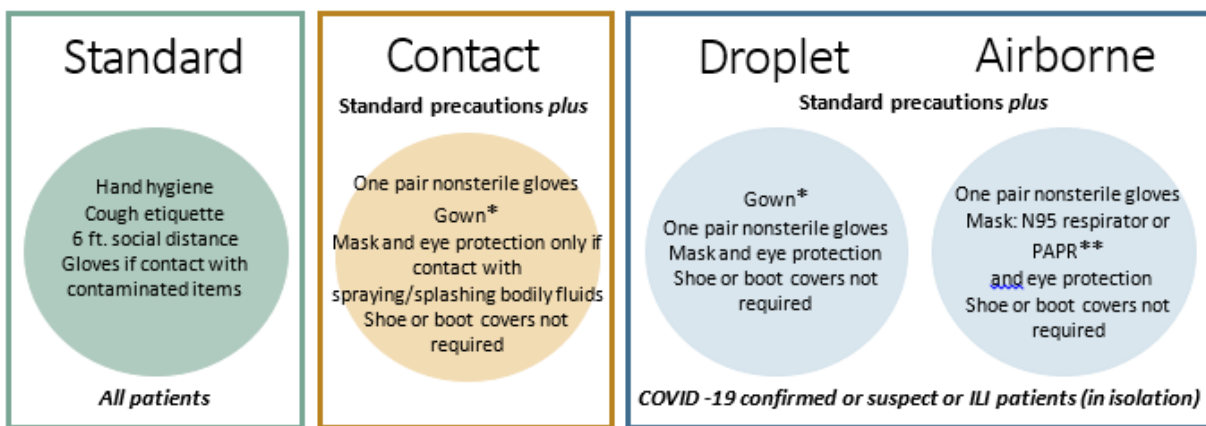 Standard
Hand hygiene
Cough etiquette
6 ft. social distance
Gloves if contact with
contaminated items
All patients
Contact
Standard precautions plus
One pair nonsterile gloves
Gown*
Mask and eye protection only if
contact with
spraying/splashing bodily fluids
Shoe or boot covers not
required
Droplet
Airborne
Standard precautions plus
Gown*
One pair nonsterile gloves
Mask and eye protection
Shoe or boot covers not
required
One pair nonsterile gloves
Mask: N95 respirator or
PAPR**
and eye protection
Shoe or boot covers not
required
COVID -19 confirmed or suspect or ILI patients (in isolation)